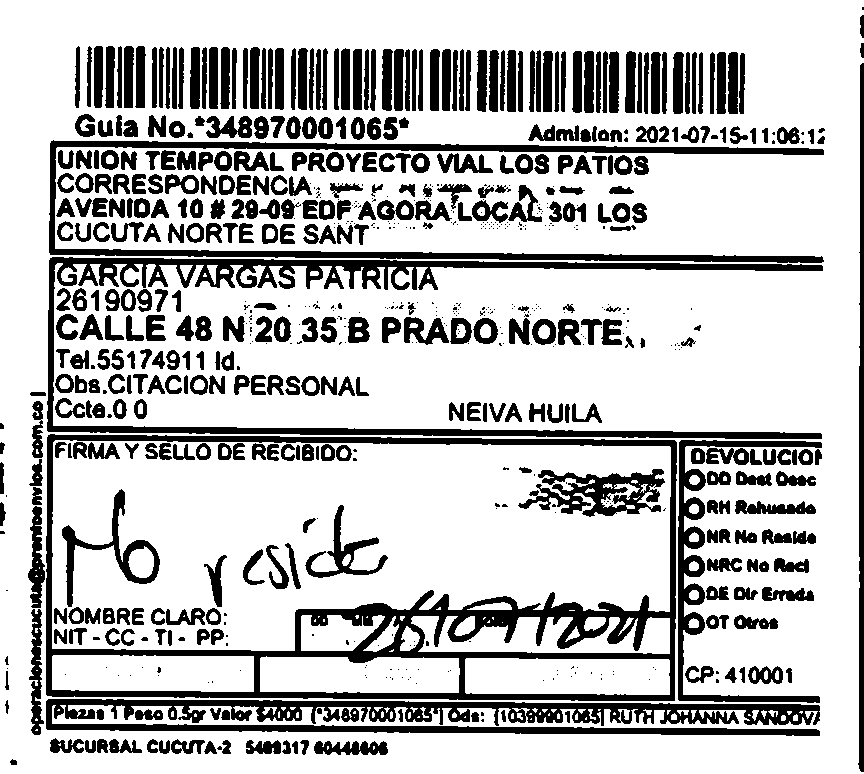 Guia No.*348970001065*
Admision: 2021-07-15-11:06:12
UNION TEMPORAL PROYECTO VIAL LOS PATIOS
CORRESPONDENCIA
AVENIDA 10 # 29-09 EDF AGORA LOCAL 301 LOS
CUCUTA NORTE DE SANT
GARCIA VARGAS PATRICIA
26190971
CALLE 48 N 20 35 B PRADO NORTE
Tel.55174911 Id.
Obs.CITACION PERSONAL
Ccte.0 0
NEIVA HUILA
FIRMA Y SELLO DE RECIBIDO:
No reside
NOMBRE CLARO:
NIT - CC - TI - PP:
26/07/2021
DEVOLUCION
DD Dest Desc
RH Rehusado
NR No Reside
NRC No Recl
DE Dir Errada
OT Otros
CP: 410001
Piezas 1 Peso 0.5gr Valor $4000 [*348970001065*] Ods: [10399901065] RUTH JOHANNA SANDOVA
SUCURSAL CUCUTA-2 5489317 60448606
operacionescucuta@prontoenvios.com.co |